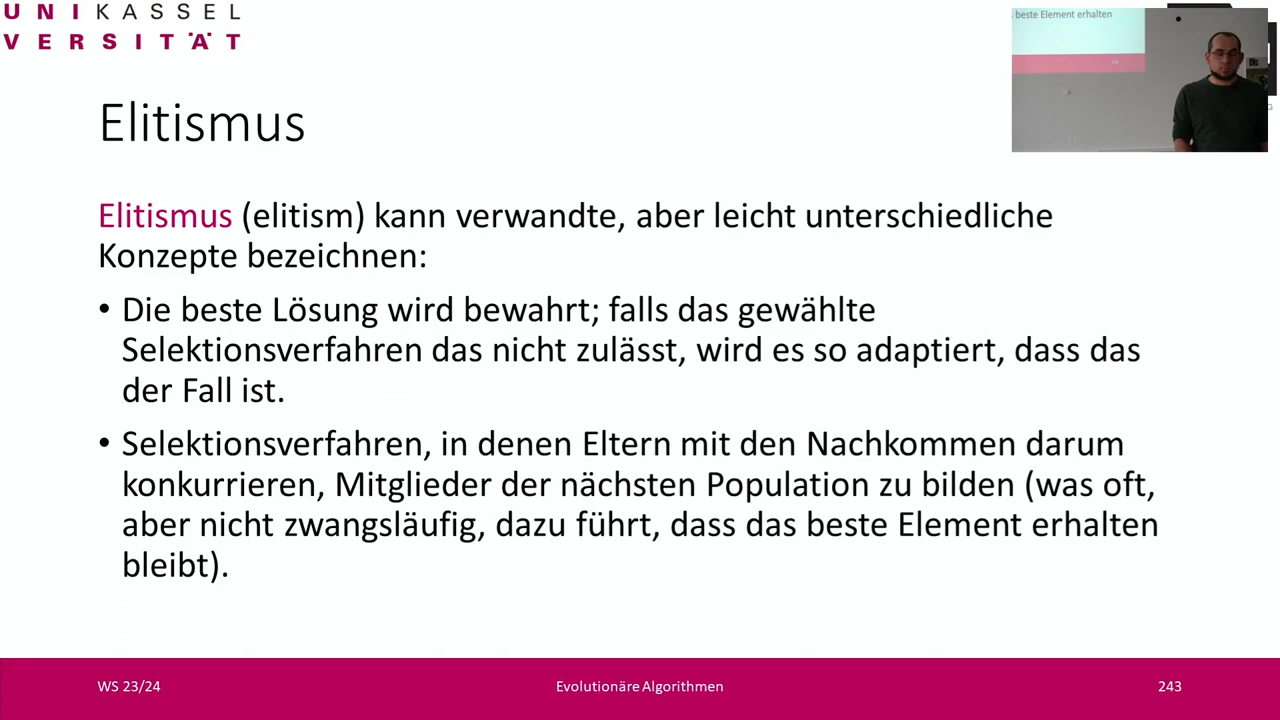 UNIKASSEL
VERSITÄT
beste Element erhalten
Elitismus
Elitismus (elitism) kann verwandte, aber leicht unterschiedliche
Konzepte bezeichnen:
• Die beste Lösung wird bewahrt; falls das gewählte
Selektionsverfahren das nicht zulässt, wird es so adaptiert, dass das
der Fall ist.
• Selektionsverfahren, in denen Eltern mit den Nachkommen darum
konkurrieren, Mitglieder der nächsten Population zu bilden (was oft,
aber nicht zwangsläufig, dazu führt, dass das beste Element erhalten
bleibt).
WS 23/24
Evolutionäre Algorithmen
243